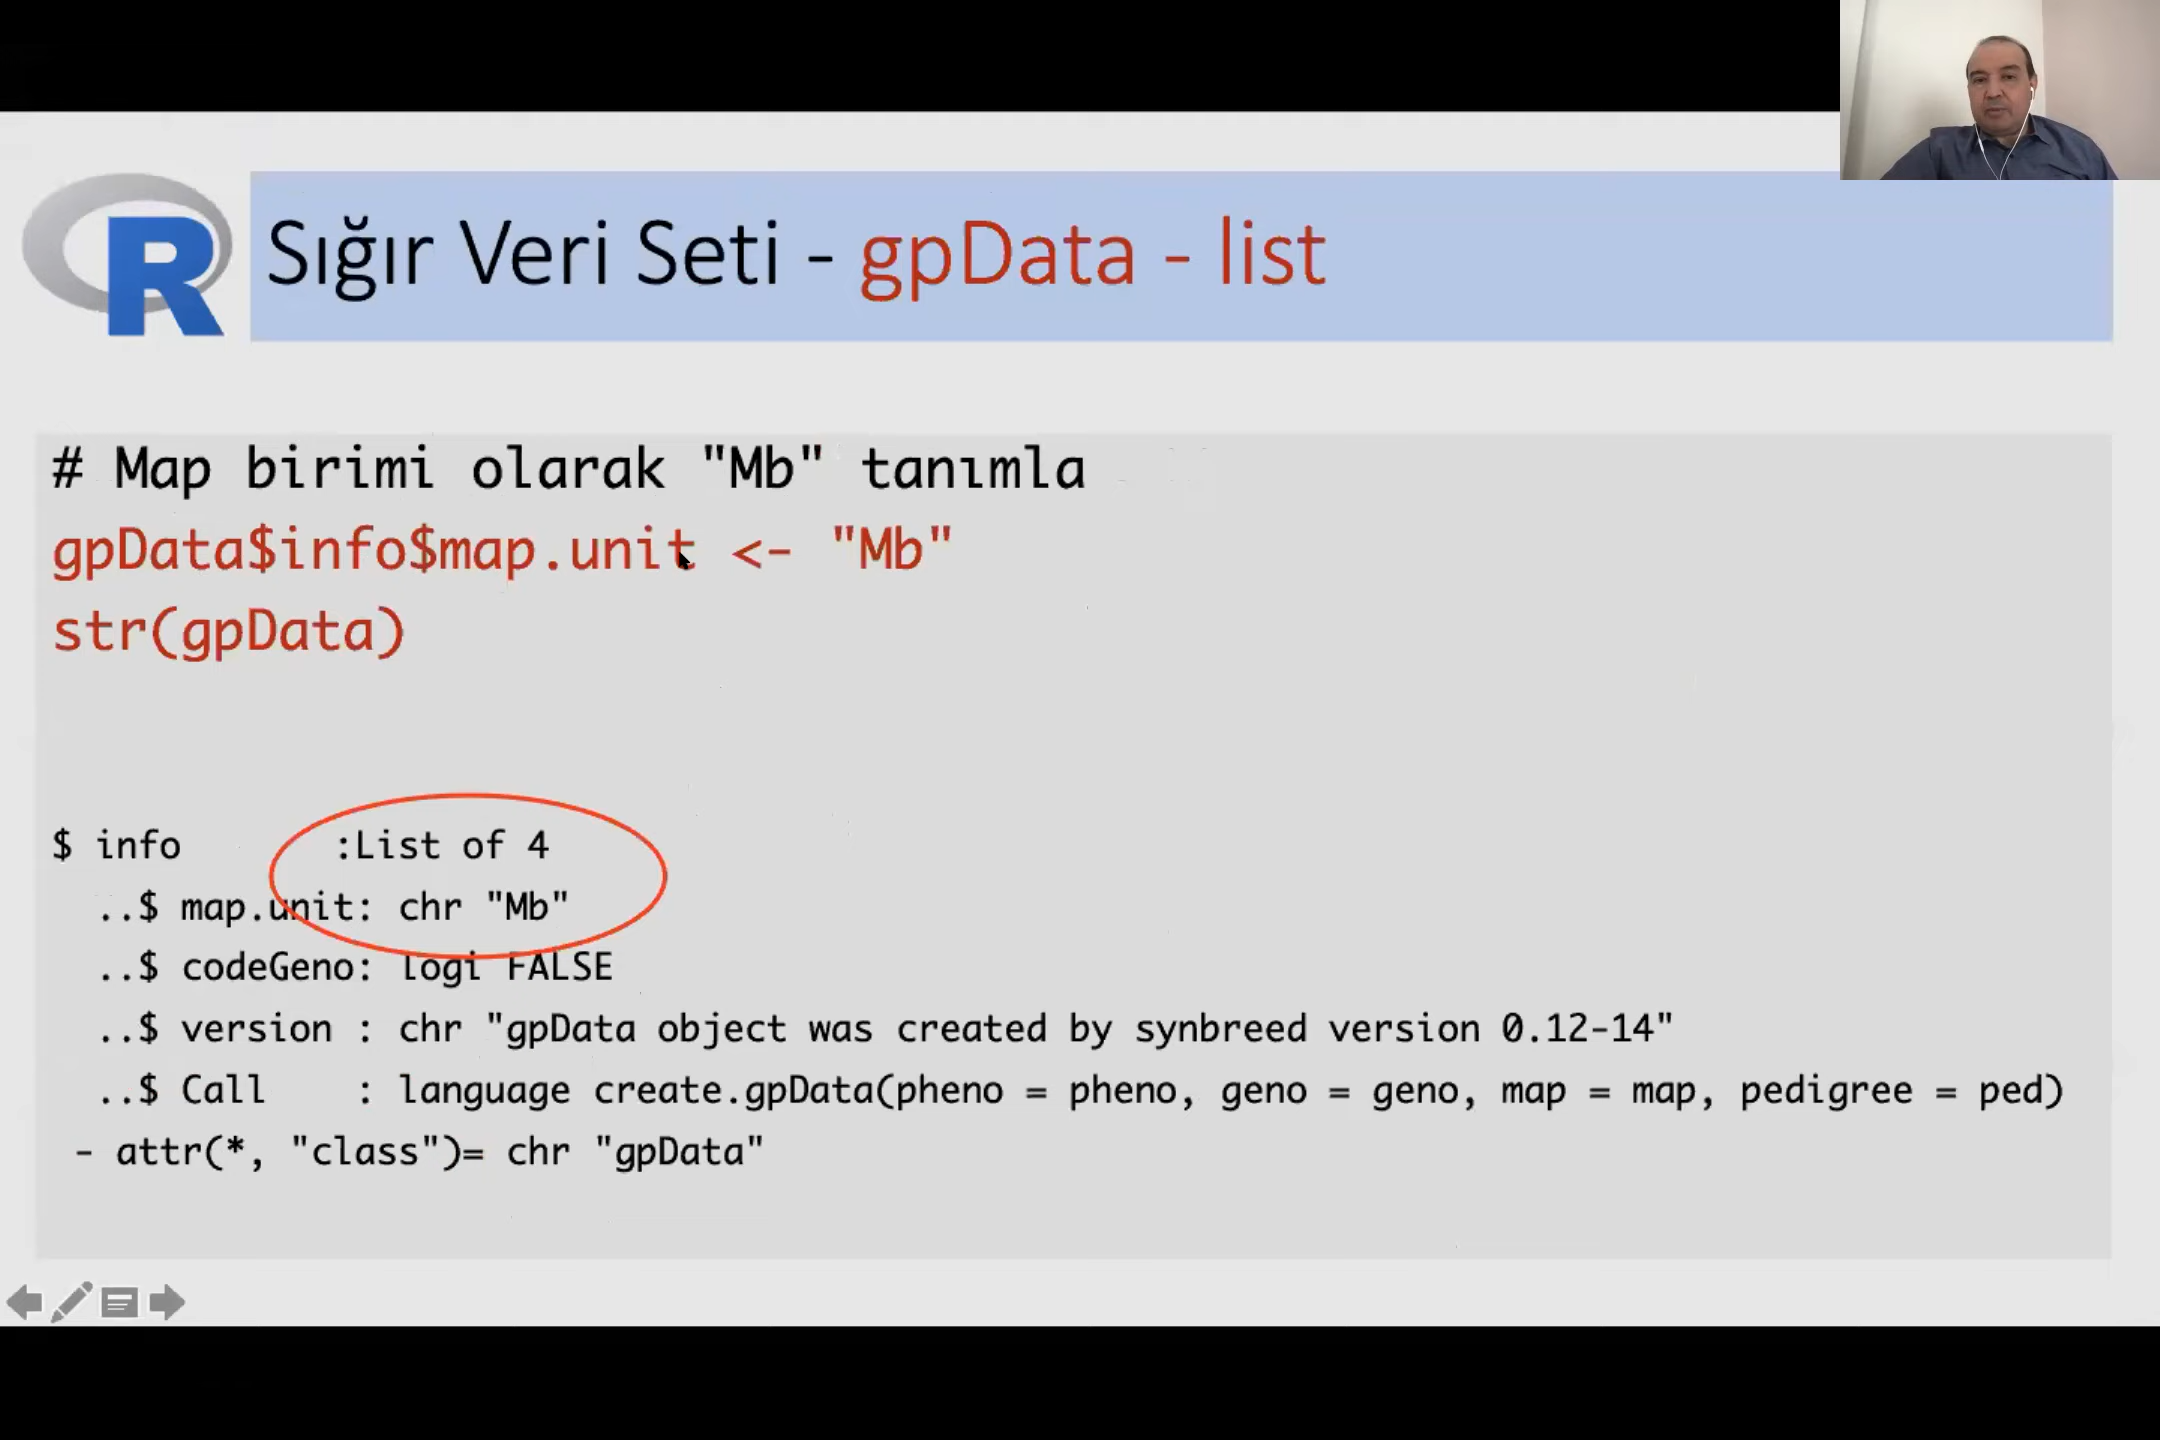 R
Sığır Veri Seti - gpData - list
# Map birimi olarak "Mb" tanımla
gpData$info$map.unit <- "Mb"
str(gpData)
$ info       :List of 4
  ..$ map.unit: chr "Mb"
  ..$ codeGeno: logi FALSE
  ..$ version : chr "gpData object was created by synbreed version 0.12-14"
  ..$ Call    : language create.gpData(pheno = pheno, geno = geno, map = map, pedigree = ped)
 - attr(*, "class")= chr "gpData"